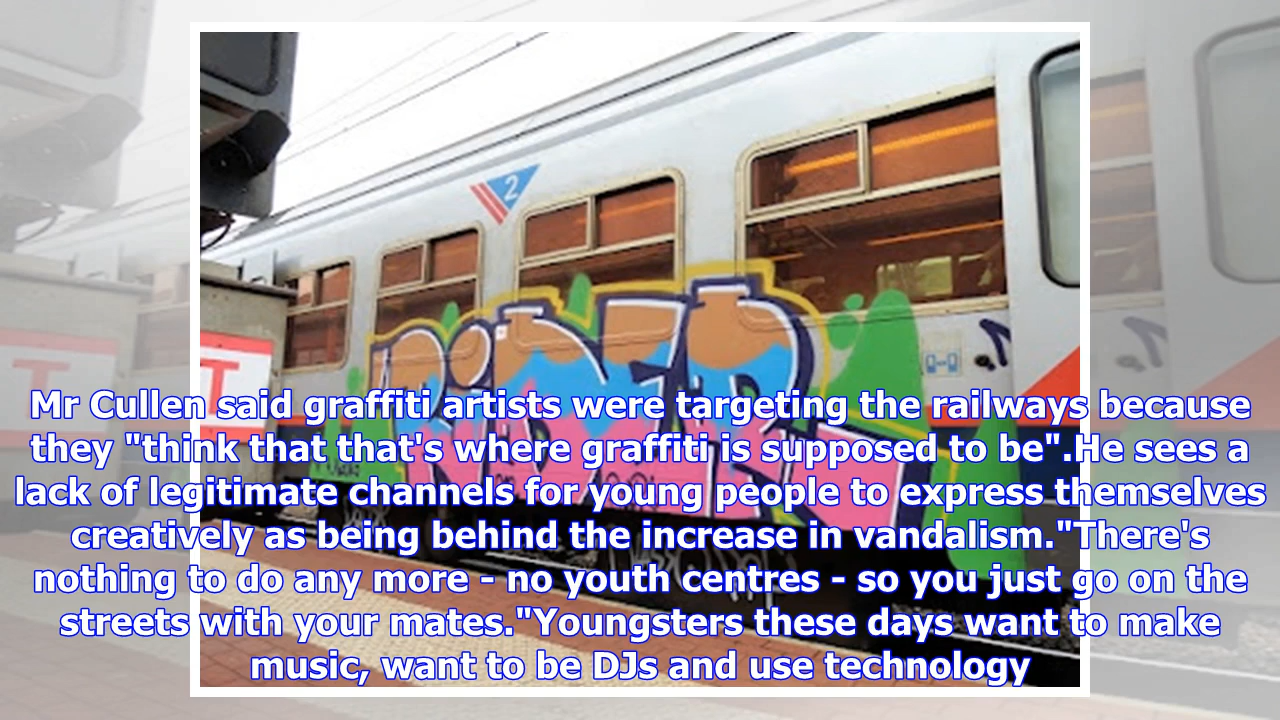 2
RiDER
T
Mr Cullen said graffiti artists were targeting the railways because
they "think that that's where graffiti is supposed to be".He sees a
lack of legitimate channels for young people to express themselves
creatively as being behind the increase in vandalism."There's
nothing to do any more - no youth centres - so you just go on the
streets with your mates."Youngsters these days want to make
music, want to be DJs and use technology